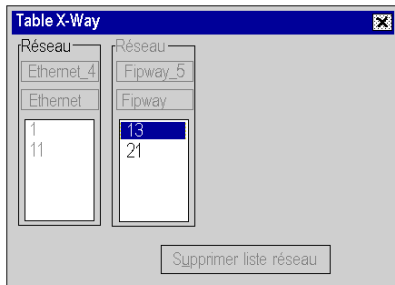 Table X-Way
Réseau Réseau
Ethernet_4 Fipway_5
Ethernet Fipway
1 13
11 21
Supprimer liste réseau